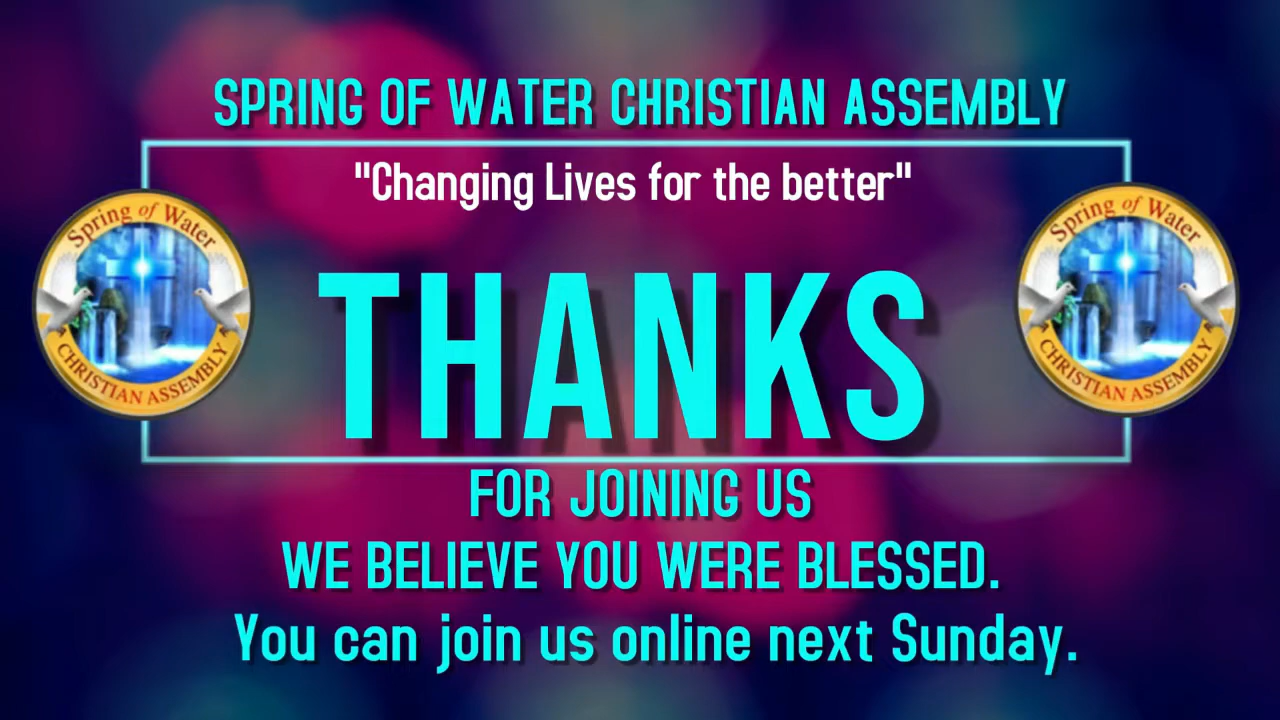 SPRING OF WATER CHRISTIAN ASSEMBLY
"Changing Lives for the better"
Spring of Water
CHRISTIAN ASSEMBLY
Spring of Water
CHRISTIAN ASSEMBLY
THANKS
FOR JOINING US
WE BELIEVE YOU WERE BLESSED.
You can join us online next Sunday.